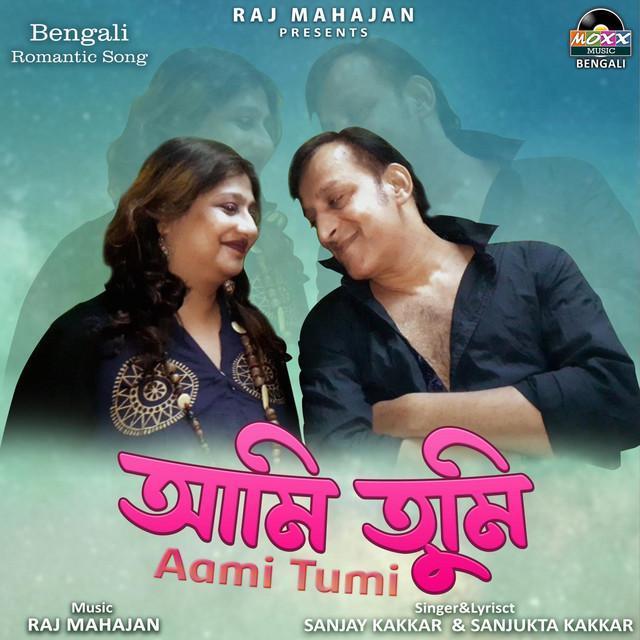 RAJ MAHAJAN
PRESENTS
Bengali
Romantic Song
MOXX
MUSIC
BENGALI
আমি তুমি
Aami Tumi
Music
RAJ MAHAJAN
Singer&Lyrisct
SANJAY KAKKAR & SANJUKTA KAKKAR